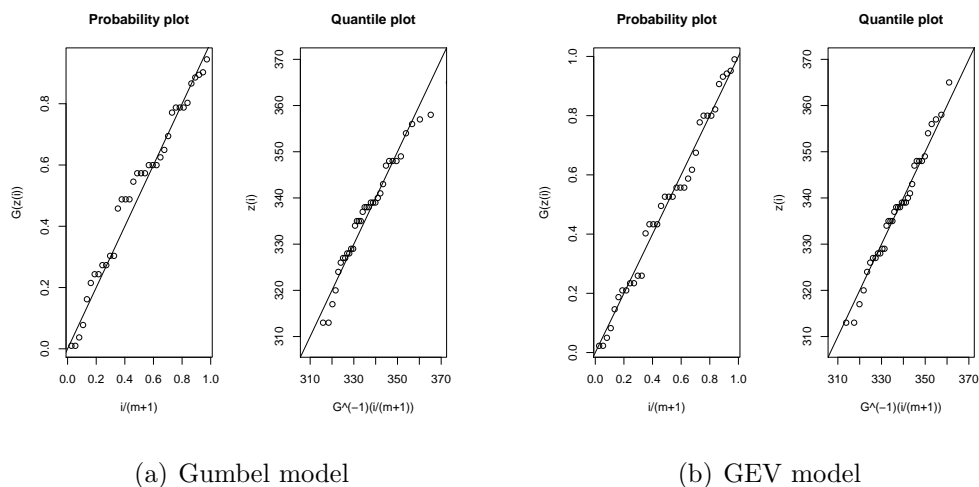 Probability plot
G(z(i))
0.0 0.2 0.4 0.6 0.8
0.0 0.2 0.4 0.6 0.8 1.0
i/(m+1)
Quantile plot
z(i)
310 320 330 340 350 360 370
310 330 350 370
G^(-1)(i/(m+1))
Probability plot
G(z(i))
0.0 0.2 0.4 0.6 0.8 1.0
0.0 0.2 0.4 0.6 0.8 1.0
i/(m+1)
Quantile plot
z(i)
310 320 330 340 350 360 370
310 330 350 370
G^(-1)(i/(m+1))
(a) Gumbel model
(b) GEV model